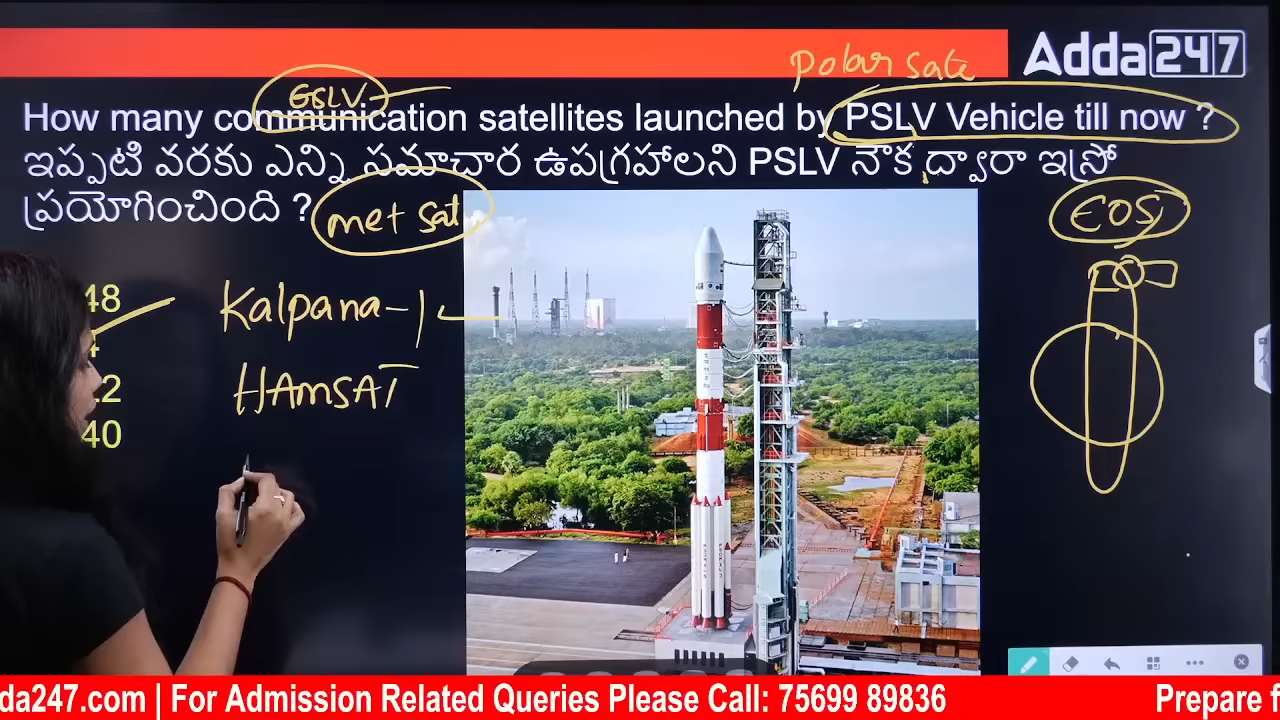 polar sate
Adda247
GSLV
How many communication satellites launched by PSLV Vehicle till now ?
ఇప్పటి వరకు ఎన్ని సమాచార ఉపగ్రహాలని PSLV నౌక ద్వారా ఇస్రో
ప్రయోగించింది ?
met sat
EOS
48
Kalpana-1
HAMSAT
40
dda247.com | For Admission Related Queries Please Call: 75699 89836
Prepare f